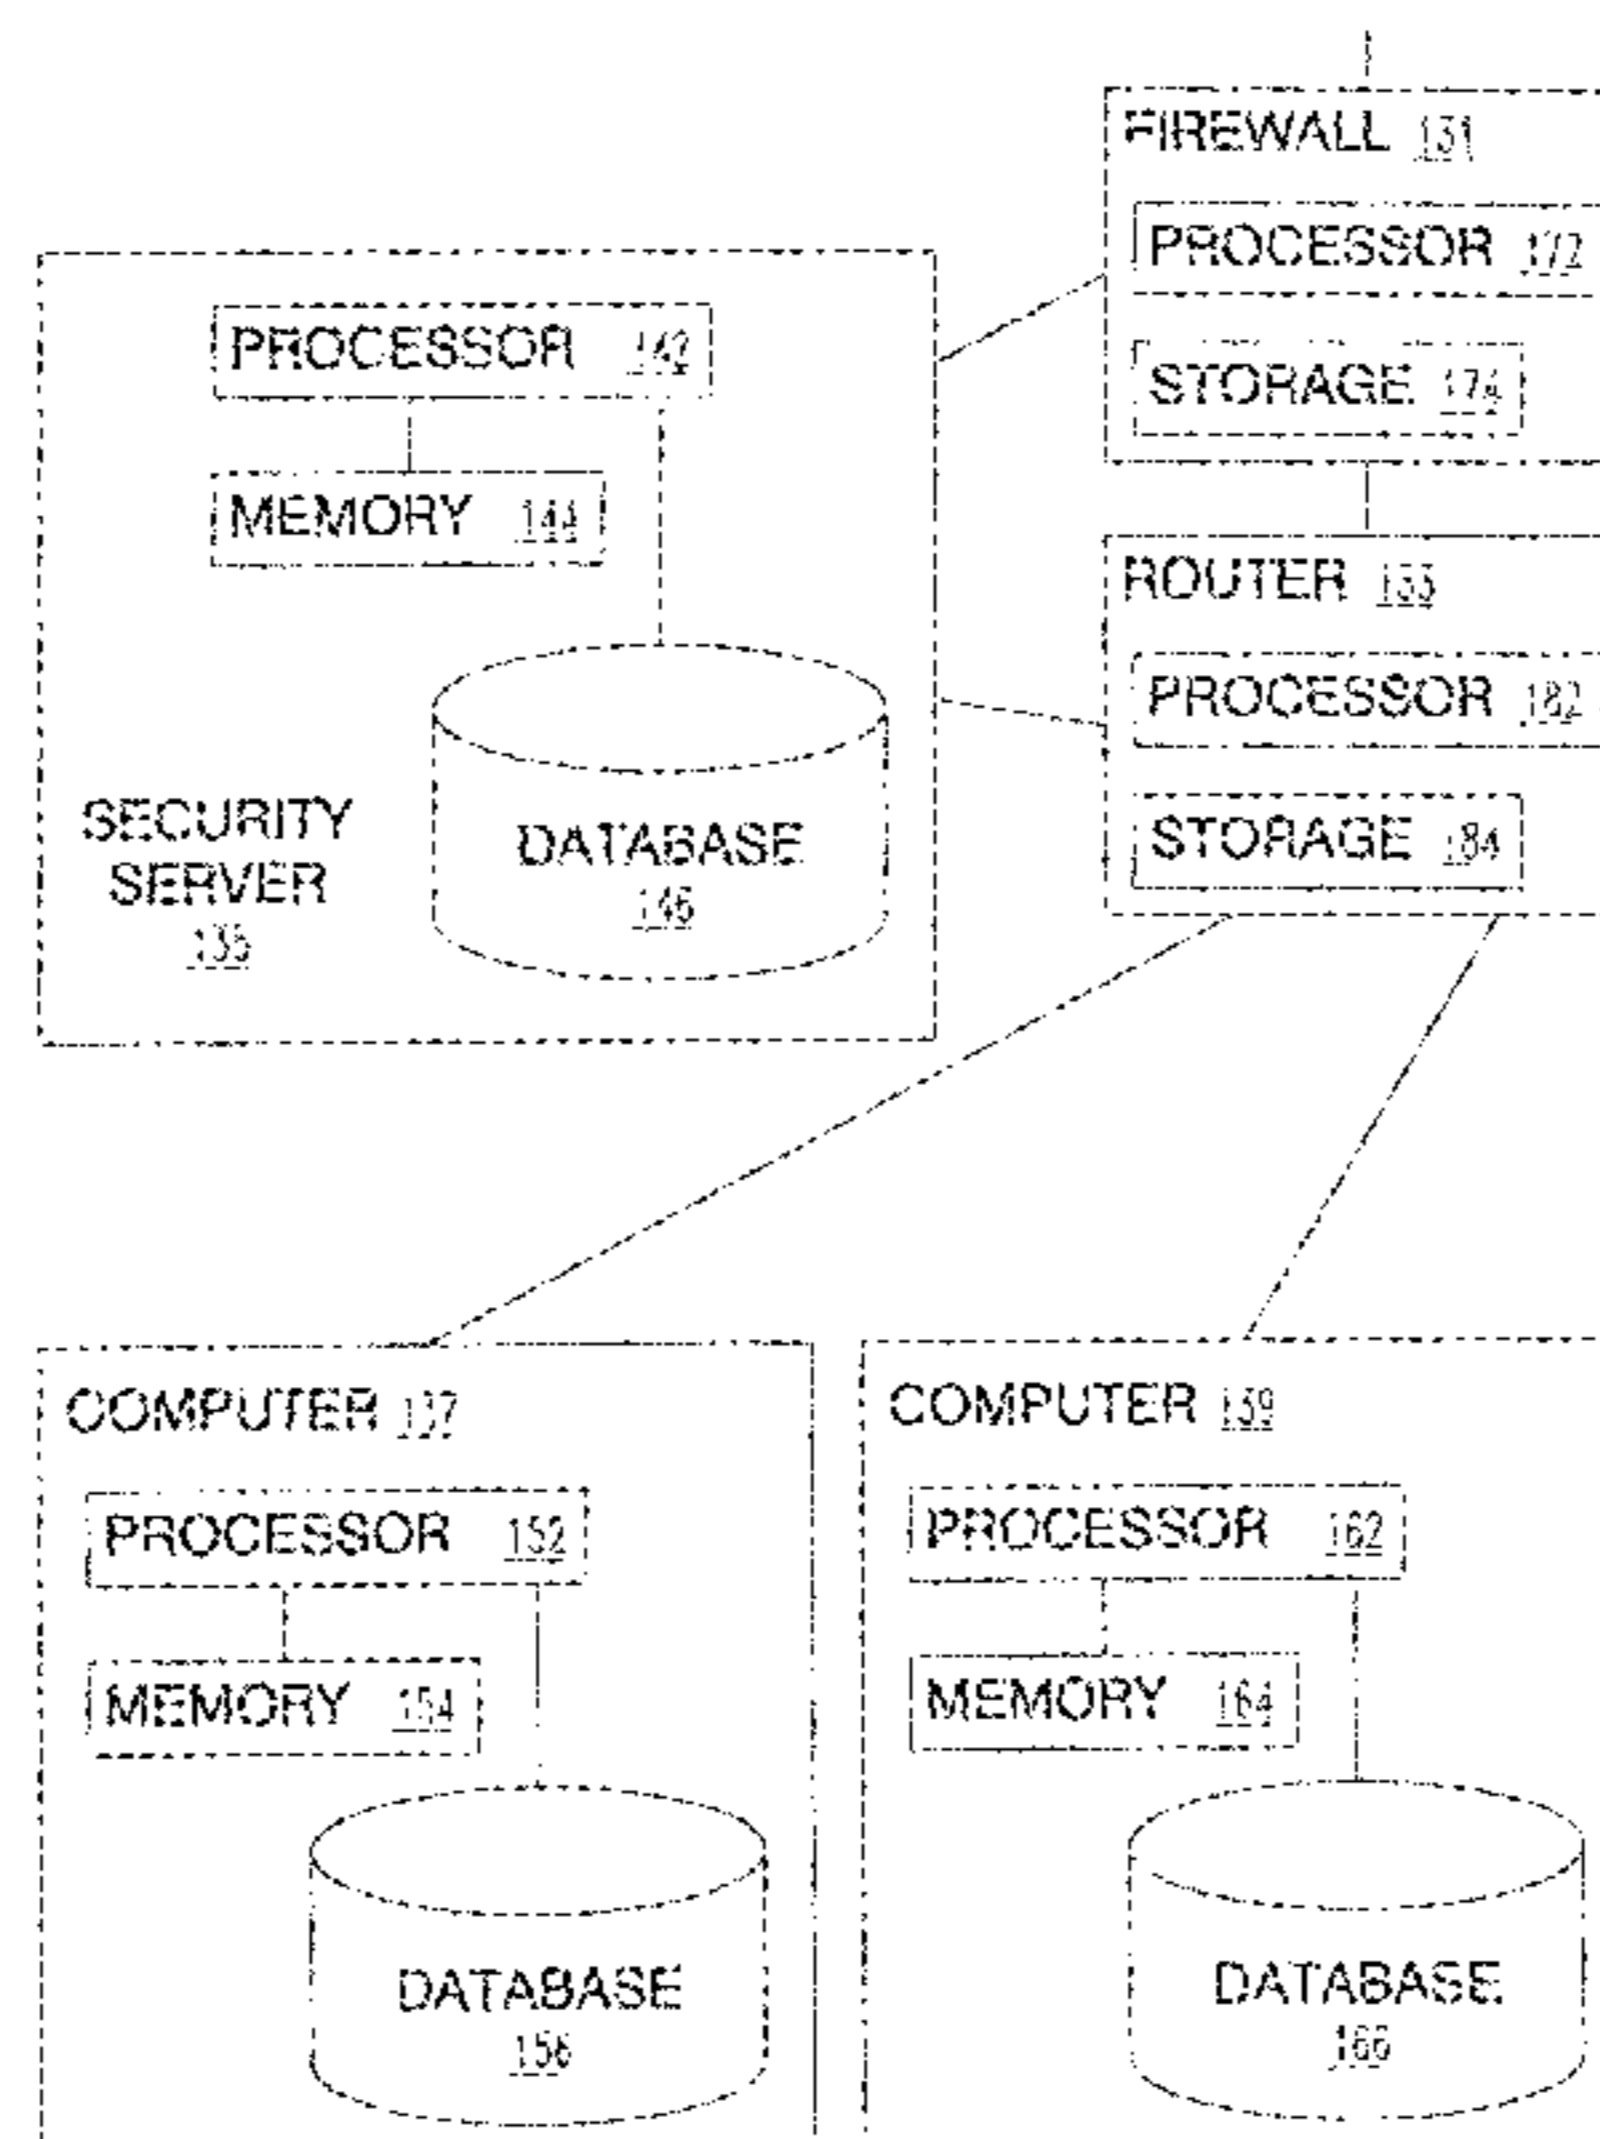 FIREWALL 131
PROCESSOR 172
STORAGE 174
PROCESSOR 142
MEMORY 144
ROUTER 133
PROCESSOR 182
STORAGE 184
SECURITY
SERVER
135
DATABASE
146
COMPUTER 137
PROCESSOR 152
MEMORY 154
DATABASE
156
COMPUTER 139
PROCESSOR 162
MEMORY 164
DATABASE
166